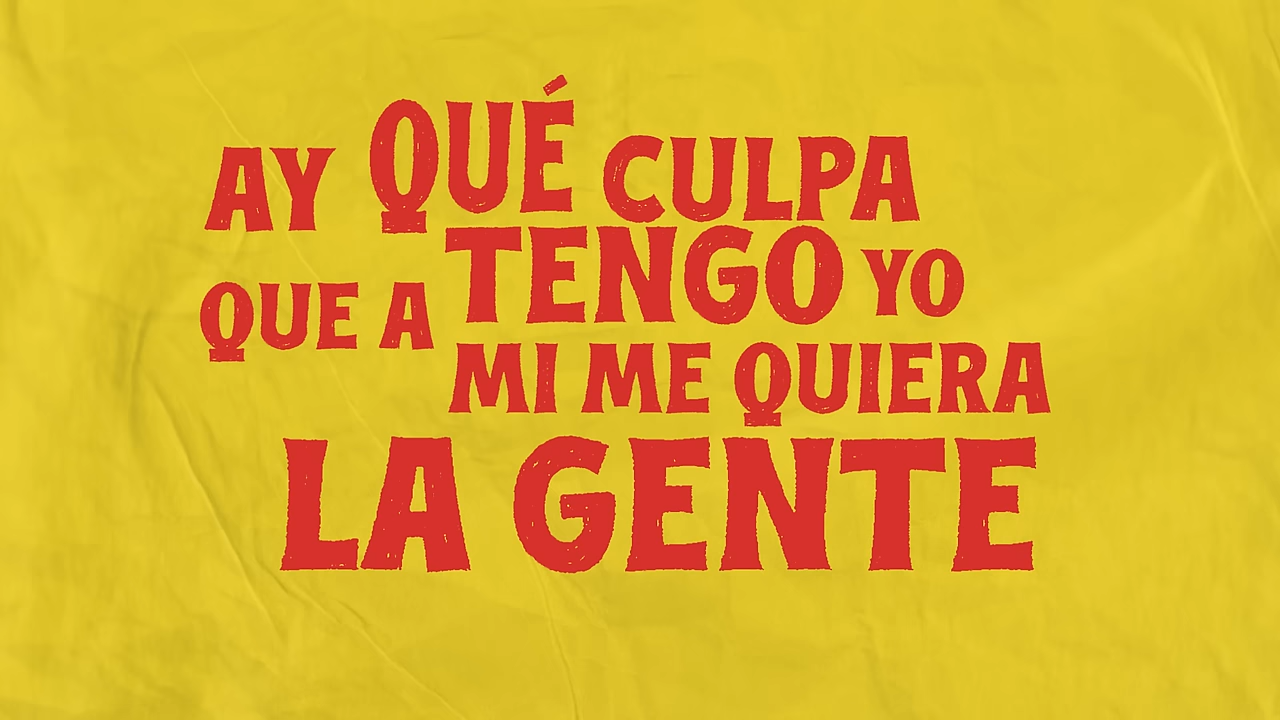 AY QUÉ CULPA
TENGO YO
QUE A
MI ME QUIERA
LA GENTE